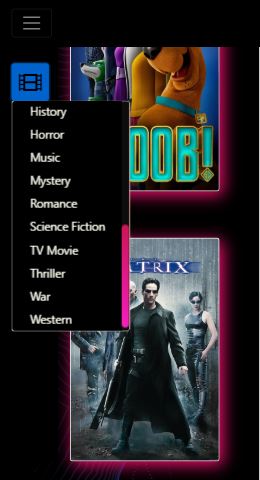 OOB!
History
Horror
Music
Mystery
Romance
Science Fiction
TV Movie
Thriller
War
Western
TRIX